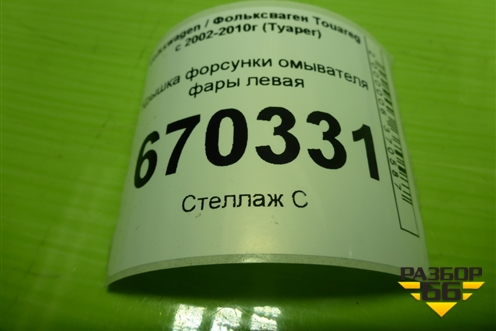 / Фольксваген Touareg
с 2002-2010г (Туарег)
форсунки омывателя
фары левая
670331
Стеллаж С
РАЗБОР
66